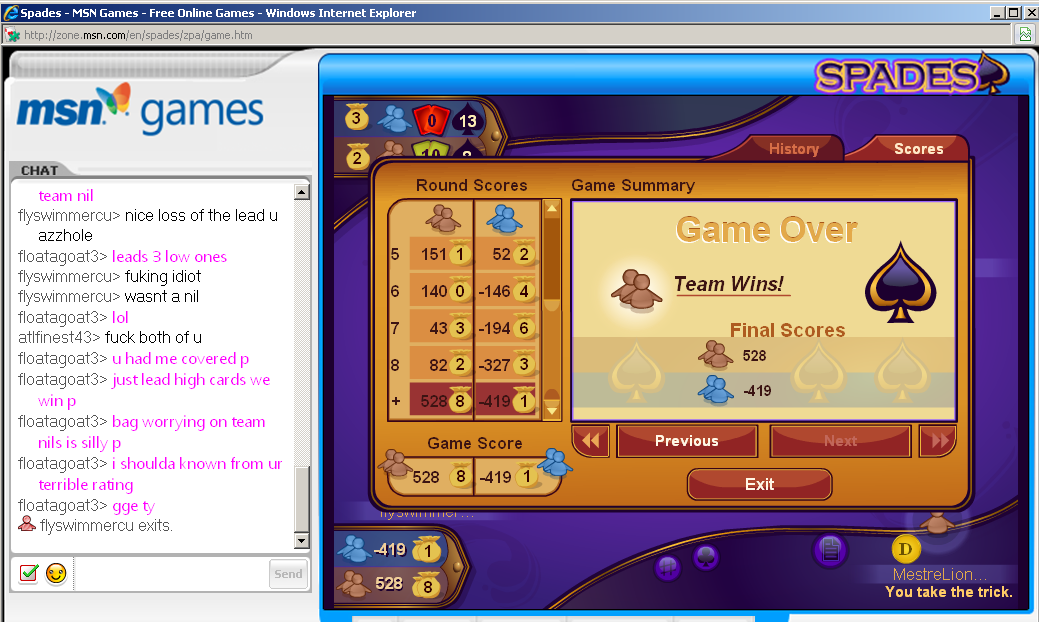 Spades - MSN Games - Free Online Games - Windows Internet Explorer
http://zone.msn.com/en/spades/zpa/game.htm
msn games
CHAT
team nil
flyswimmercu> nice loss of the lead u
azzhole
floatagoat3> leads 3 low ones
flyswimmercu> fuking idiot
flyswimmercu> wasnt a nil
floatagoat3> lol
atlfinest43> fuck both of u
floatagoat3> u had me covered p
floatagoat3> just lead high cards we
win p
floatagoat3> bag worrying on team
nils is silly p
floatagoat3> i shoulda known from ur
terrible rating
floatagoat3> gge ty
flyswimmercu exits.
Send
SPADES
3 0 13
2 10
History
Scores
Round Scores
5 151 1 52 2
6 140 0 -146 4
7 43 3 -194 6
8 82 2 -327 3
+ 528 8 -419 1
Game Score
528 8 -419 1
Game Summary
Game Over
Team Wins!
Final Scores
528
-419
Previous
Next
Exit
flyswimmer...
-419 1
528 8
D
MestreLion...
You take the trick.